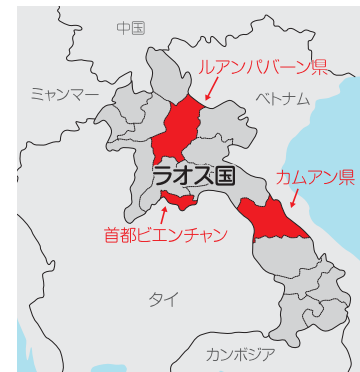 中国
ルアンパバーン県
ミャンマー
ベトナム
ラオス国
カムアン県
首都ビエンチャン
タイ
カンボジア